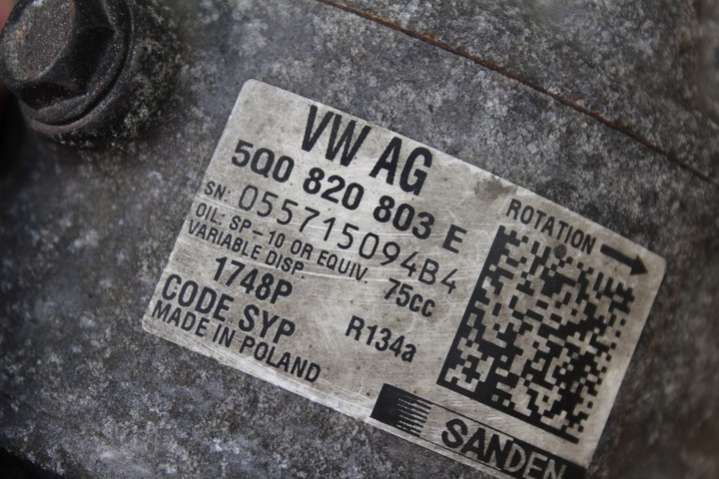 VW AG
5Q0 820 803 E
SN: 055715094B4
OIL: SP-10 OR EQUIV. 75cc
VARIABLE DISP.
1748P R134a
CODE SYP
MADE IN POLAND
ROTATION
SANDEN